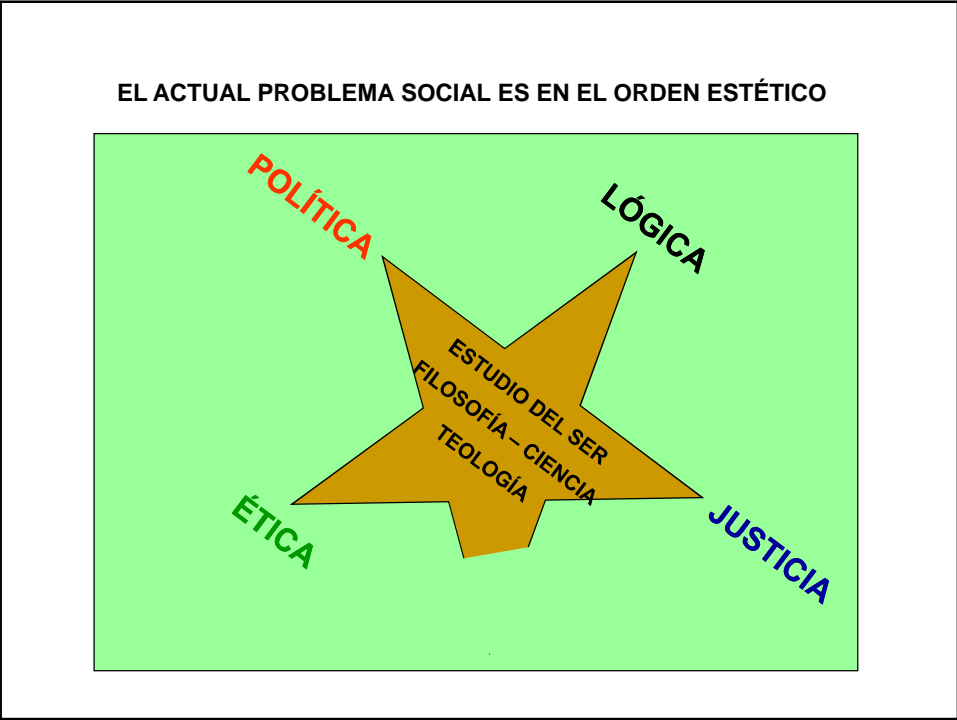 EL ACTUAL PROBLEMA SOCIAL ES EN EL ORDEN ESTÉTICO
POLÍTICA
LÓGICA
ESTUDIO DEL SER
FILOSOFÍA – CIENCIA
TEOLOGÍA
ÉTICA
JUSTICIA